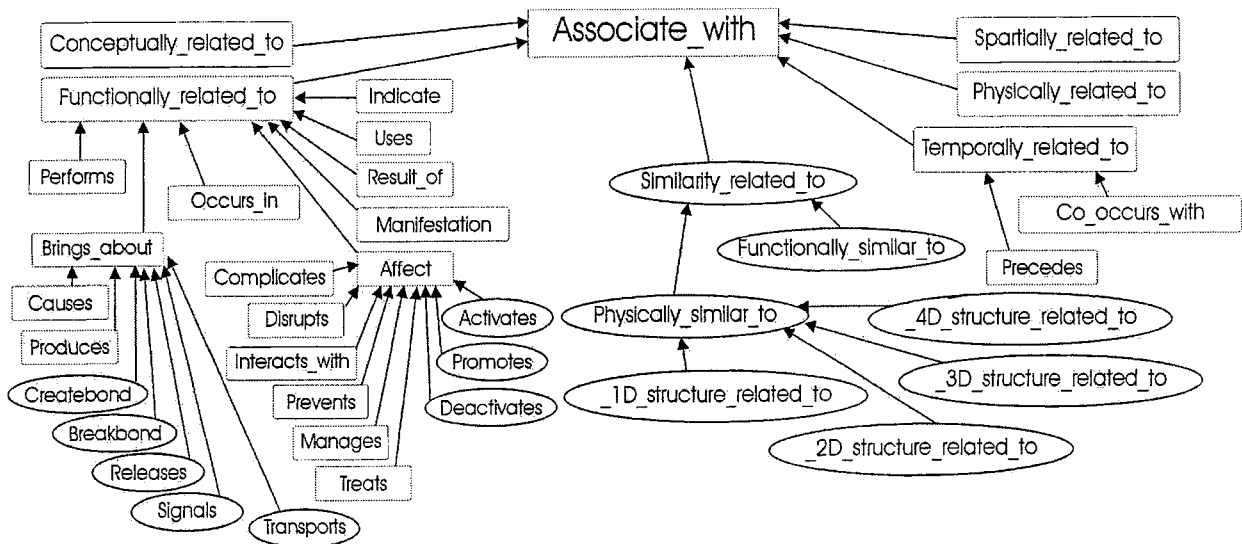 Associate_with
Conceptually_related_to
Spartially_related_to
Functionally_related_to
Indicate
Physically_related_to
Uses
Temporally_related_to
Performs
Result_of
Similarity_related_to
Occurs_in
Manifestation
Co_occurs_with
Brings_about
Functionally_similar_to
Complicates
Affect
Precedes
Causes
Disrupts
Activates
Physically_similar_to
_4D_structure_related_to
Produces
Interacts_with
Promotes
_3D_structure_related_to
Createbond
Prevents
Deactivates
_1D_structure_related_to
Breakbond
Manages
_2D_structure_related_to
Releases
Treats
Signals
Transports